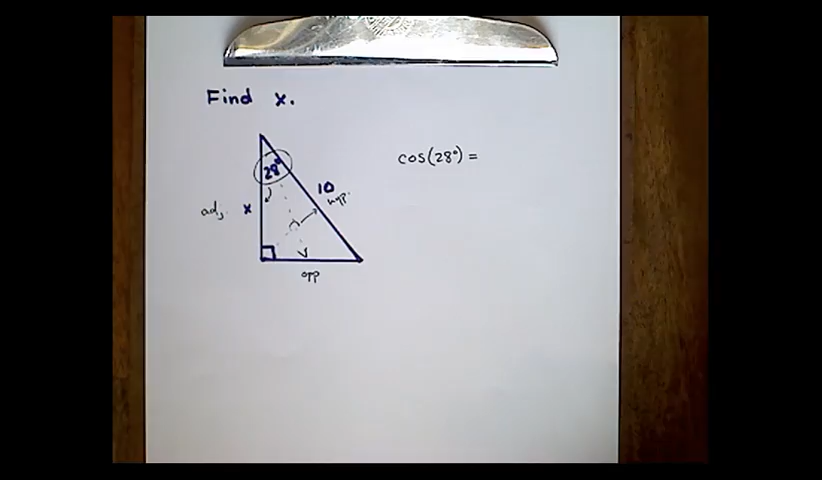 Find x.
28°
cos(28°) =
10
hyp.
adj. x
opp